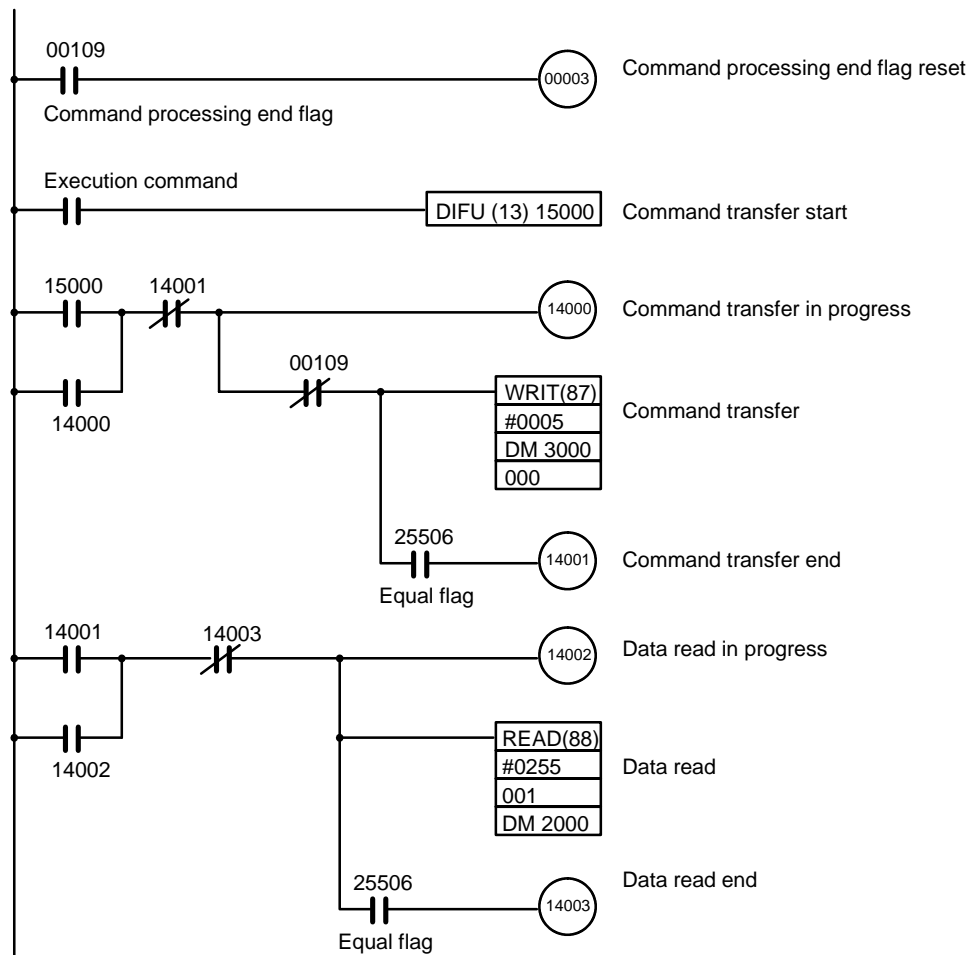 00109
00003
Command processing end flag reset
Command processing end flag
Execution command
DIFU (13) 15000
Command transfer start
15000
14001
14000
Command transfer in progress
14000
00109
WRIT(87)
#0005
DM 3000
000
Command transfer
25506
14001
Command transfer end
Equal flag
14001
14003
14002
Data read in progress
14002
READ(88)
#0255
001
DM 2000
Data read
25506
14003
Data read end
Equal flag